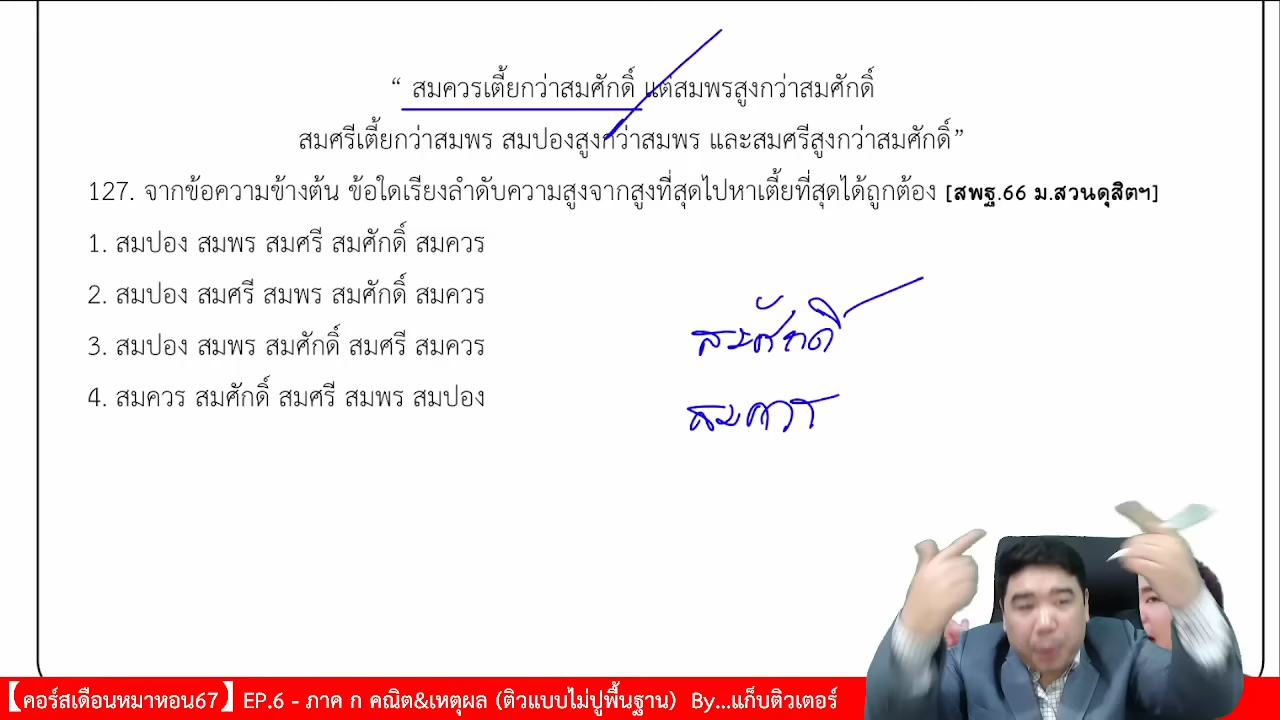 “ สมควรเตี้ยกว่าสมศักดิ์ แต่สมพรสูงกว่าสมศักดิ์
สมศรีเตี้ยกว่าสมพร สมปองสูงกว่าสมพร และสมศรีสูงกว่าสมศักดิ์”
127. จากข้อความข้างต้น ข้อใดเรียงลำดับความสูงจากสูงที่สุดไปหาเตี้ยที่สุดได้ถูกต้อง [สพฐ.66 ม.สวนดุสิตฯ]
1. สมปอง สมพร สมศรี สมศักดิ์ สมควร
2. สมปอง สมศรี สมพร สมศักดิ์ สมควร
3. สมปอง สมพร สมศักดิ์ สมศรี สมควร
4. สมควร สมศักดิ์ สมศรี สมพร สมปอง
สมศักดิ์
สมควร
【คอร์สเดือนหมาหอน67】 EP.6 - ภาค ก คณิต&เหตุผล (ติวแบบไม่ปูพื้นฐาน) By...แก็บติวเตอร์